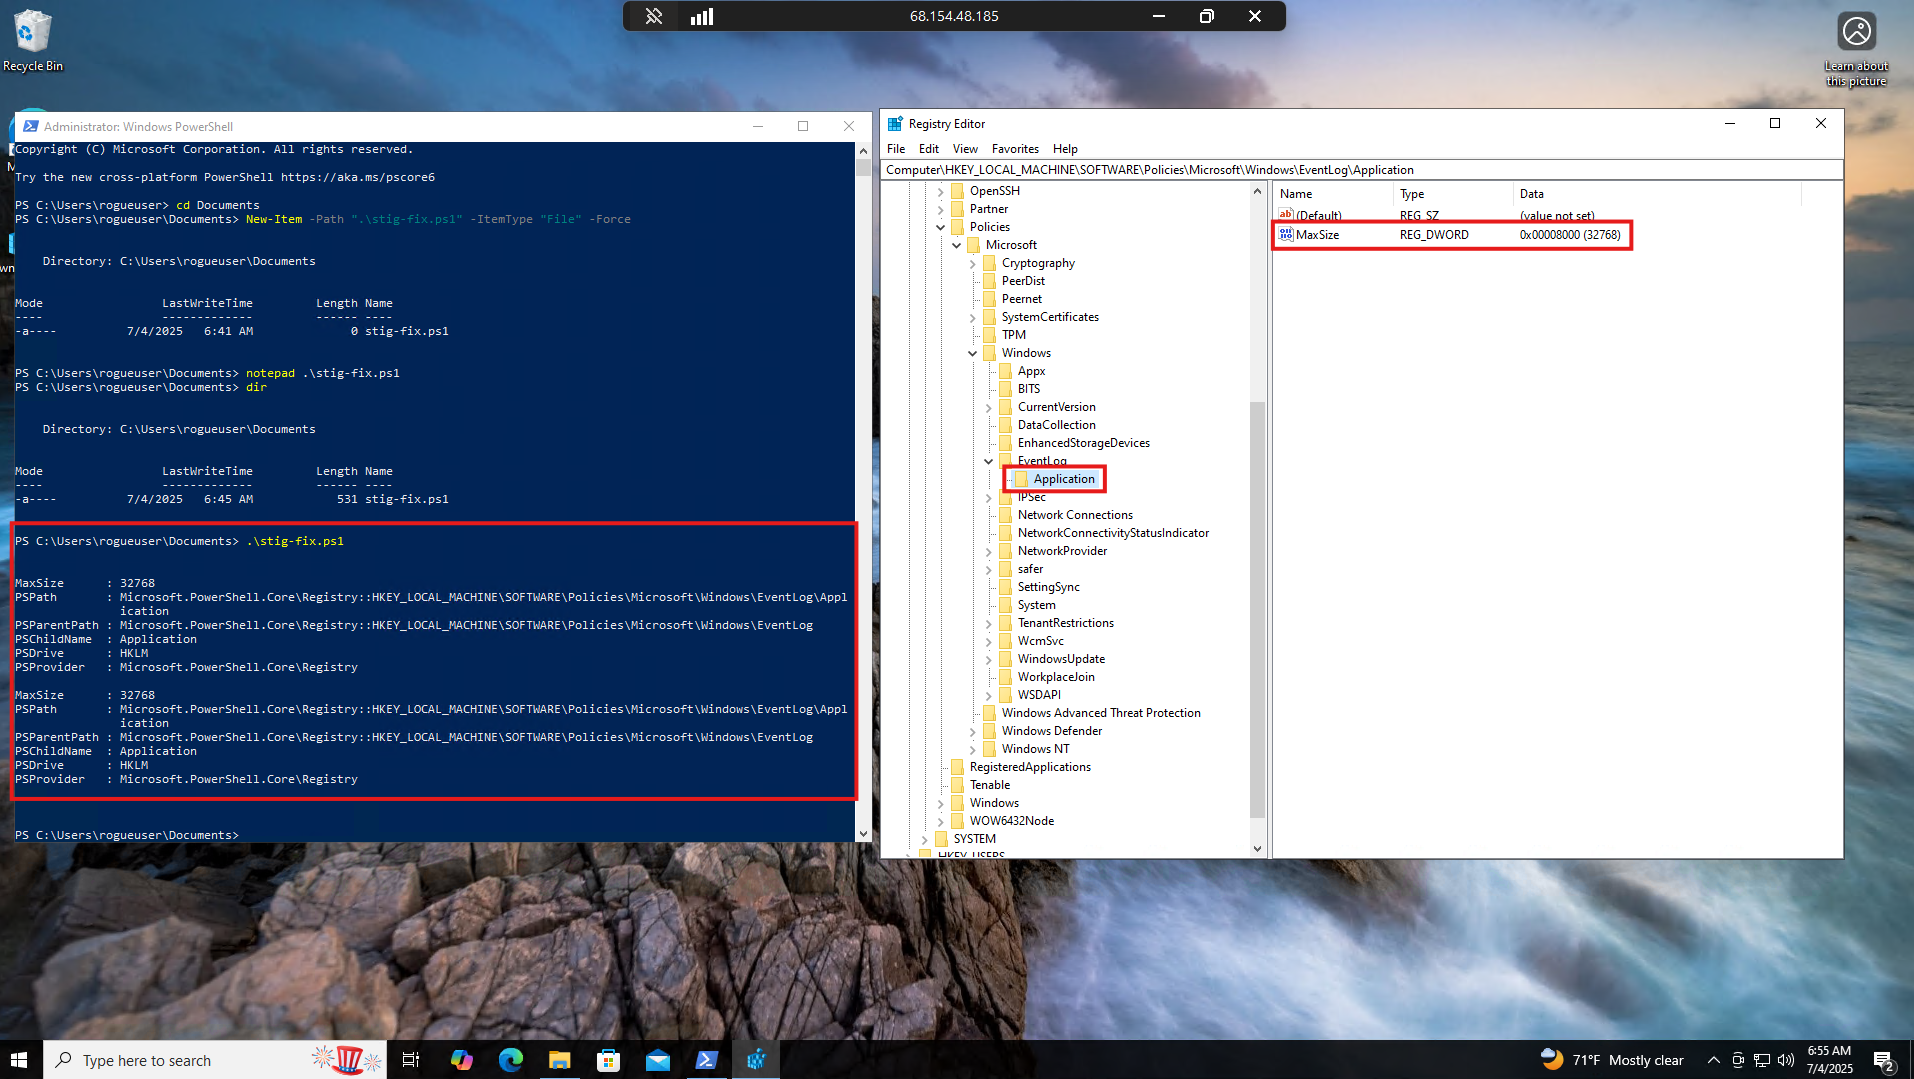 68.154.48.185
Recycle Bin
Learn about
this picture
Administrator: Windows PowerShell
Copyright (C) Microsoft Corporation. All rights reserved.
Try the new cross-platform PowerShell https://aka.ms/pscore6
PS C:\Users\rogueuser> cd Documents
PS C:\Users\rogueuser\Documents> New-Item -Path ".\stig-fix.ps1" -ItemType "File" -Force
Directory: C:\Users\rogueuser\Documents
Mode LastWriteTime Length Name
---- ------------- ------ ----
-a---- 7/4/2025 6:41 AM 0 stig-fix.ps1
PS C:\Users\rogueuser\Documents> notepad .\stig-fix.ps1
PS C:\Users\rogueuser\Documents> dir
Directory: C:\Users\rogueuser\Documents
Mode LastWriteTime Length Name
---- ------------- ------ ----
-a---- 7/4/2025 6:45 AM 531 stig-fix.ps1
PS C:\Users\rogueuser\Documents> .\stig-fix.ps1
MaxSize : 32768
PSPath : Microsoft.PowerShell.Core\Registry::HKEY_LOCAL_MACHINE\SOFTWARE\Policies\Microsoft\Windows\EventLog\Appl
ication
PSParentPath : Microsoft.PowerShell.Core\Registry::HKEY_LOCAL_MACHINE\SOFTWARE\Policies\Microsoft\Windows\EventLog
PSChildName : Application
PSDrive : HKLM
PSProvider : Microsoft.PowerShell.Core\Registry
MaxSize : 32768
PSPath : Microsoft.PowerShell.Core\Registry::HKEY_LOCAL_MACHINE\SOFTWARE\Policies\Microsoft\Windows\EventLog\Appl
ication
PSParentPath : Microsoft.PowerShell.Core\Registry::HKEY_LOCAL_MACHINE\SOFTWARE\Policies\Microsoft\Windows\EventLog
PSChildName : Application
PSDrive : HKLM
PSProvider : Microsoft.PowerShell.Core\Registry
PS C:\Users\rogueuser\Documents>
Registry Editor
File Edit View Favorites Help
Computer\HKEY_LOCAL_MACHINE\SOFTWARE\Policies\Microsoft\Windows\EventLog\Application
OpenSSH
Partner
Policies
Microsoft
Cryptography
PeerDist
Peernet
SystemCertificates
TPM
Windows
Appx
BITS
CurrentVersion
DataCollection
EnhancedStorageDevices
EventLog
Application
IPSec
Network Connections
NetworkConnectivityStatusIndicator
NetworkProvider
safer
SettingSync
System
TenantRestrictions
WcmSvc
WindowsUpdate
WorkplaceJoin
WSDAPI
Windows Advanced Threat Protection
Windows Defender
Windows NT
RegisteredApplications
Tenable
Windows
WOW6432Node
SYSTEM
HKEY_USERS
Name Type Data
(Default) REG_SZ (value not set)
MaxSize REG_DWORD 0x00008000 (32768)
Type here to search
71°F Mostly clear
6:55 AM
7/4/2025
2